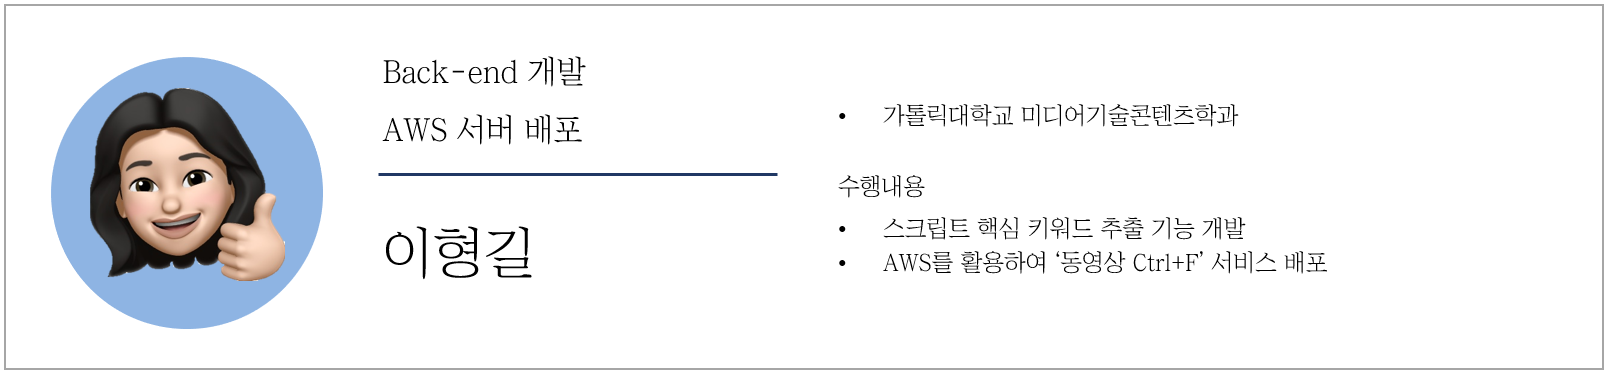 Back-end 개발
AWS 서버 배포
이형길
• 가톨릭대학교 미디어기술콘텐츠학과
수행내용
• 스크립트 핵심 키워드 추출 기능 개발
• AWS를 활용하여 ‘동영상 Ctrl+F’ 서비스 배포